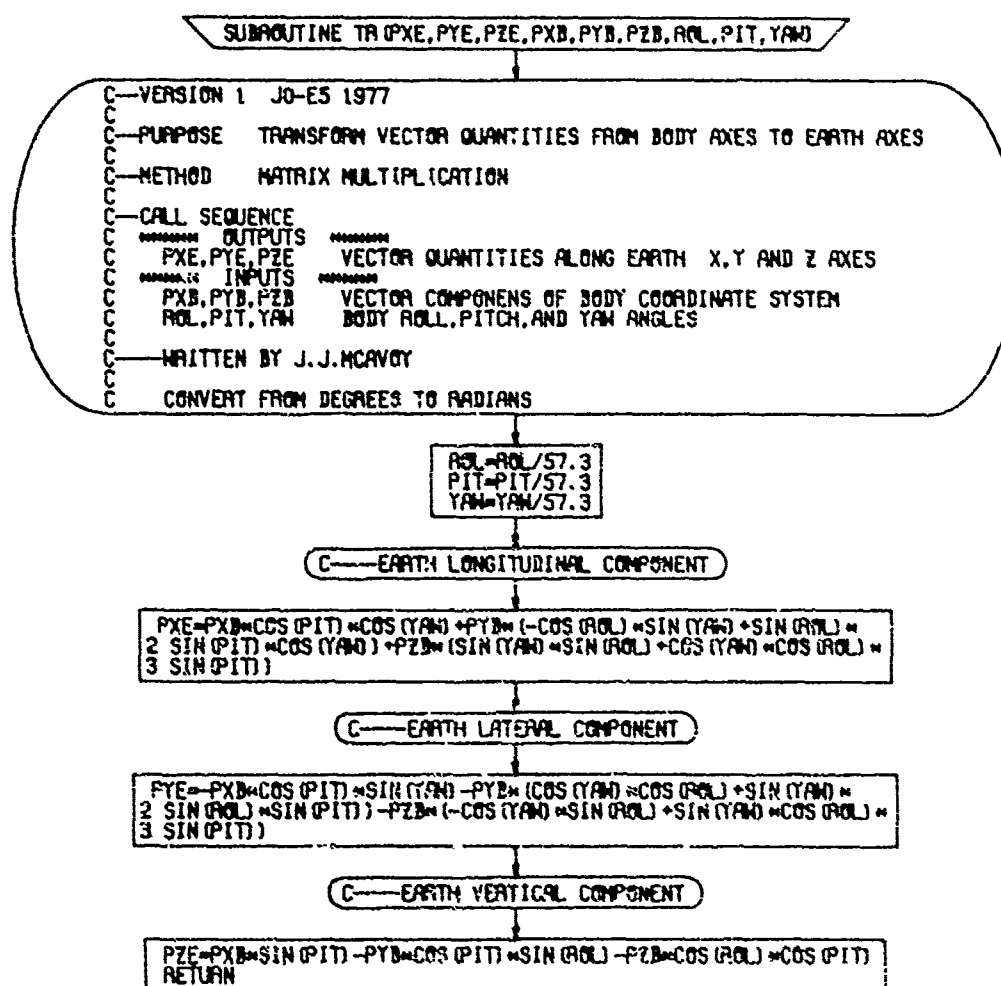 SUBROUTINE TR(PXE,PYE,PZE,PXB,PYB,PZB,ROL,PIT,YAW)
C—VERSION 1 JO-E5 1977
C
C—PURPOSE TRANSFORM VECTOR QUANTITIES FROM BODY AXES TO EARTH AXES
C
C—METHOD MATRIX MULTIPLICATION
C
C—CALL SEQUENCE
C ******* OUTPUTS *******
C PXE,PYE,PZE VECTOR QUANTITIES ALONG EARTH X,Y AND Z AXES
C ******* INPUTS *******
C PXB,PYB,PZB VECTOR COMPONENS OF BODY COORDINATE SYSTEM
C ROL,PIT,YAW BODY ROLL,PITCH,AND YAW ANGLES
C
C——WRITTEN BY J.J.MCAVOY
C
C CONVERT FROM DEGREES TO RADIANS
ROL=ROL/57.3
PIT=PIT/57.3
YAW=YAW/57.3
C——EARTH LONGITUDINAL COMPONENT
PXE=PXB*COS(PIT)*COS(YAW)+PYB*(-COS(ROL)*SIN(YAW)+SIN(ROL)*
2 SIN(PIT)*COS(YAW))+PZB*(SIN(YAW)*SIN(ROL)+COS(YAW)*COS(ROL)*
3 SIN(PIT))
C——EARTH LATERAL COMPONENT
PYE=-PXB*COS(PIT)*SIN(YAW)-PYB*(COS(YAW)*COS(ROL)+SIN(YAW)*
2 SIN(ROL)*SIN(PIT))-PZB*(-COS(YAW)*SIN(ROL)+SIN(YAW)*COS(ROL)*
3 SIN(PIT))
C——EARTH VERTICAL COMPONENT
PZE=PXB*SIN(PIT)-PYB*COS(PIT)*SIN(ROL)-PZB*COS(ROL)*COS(PIT)
RETURN